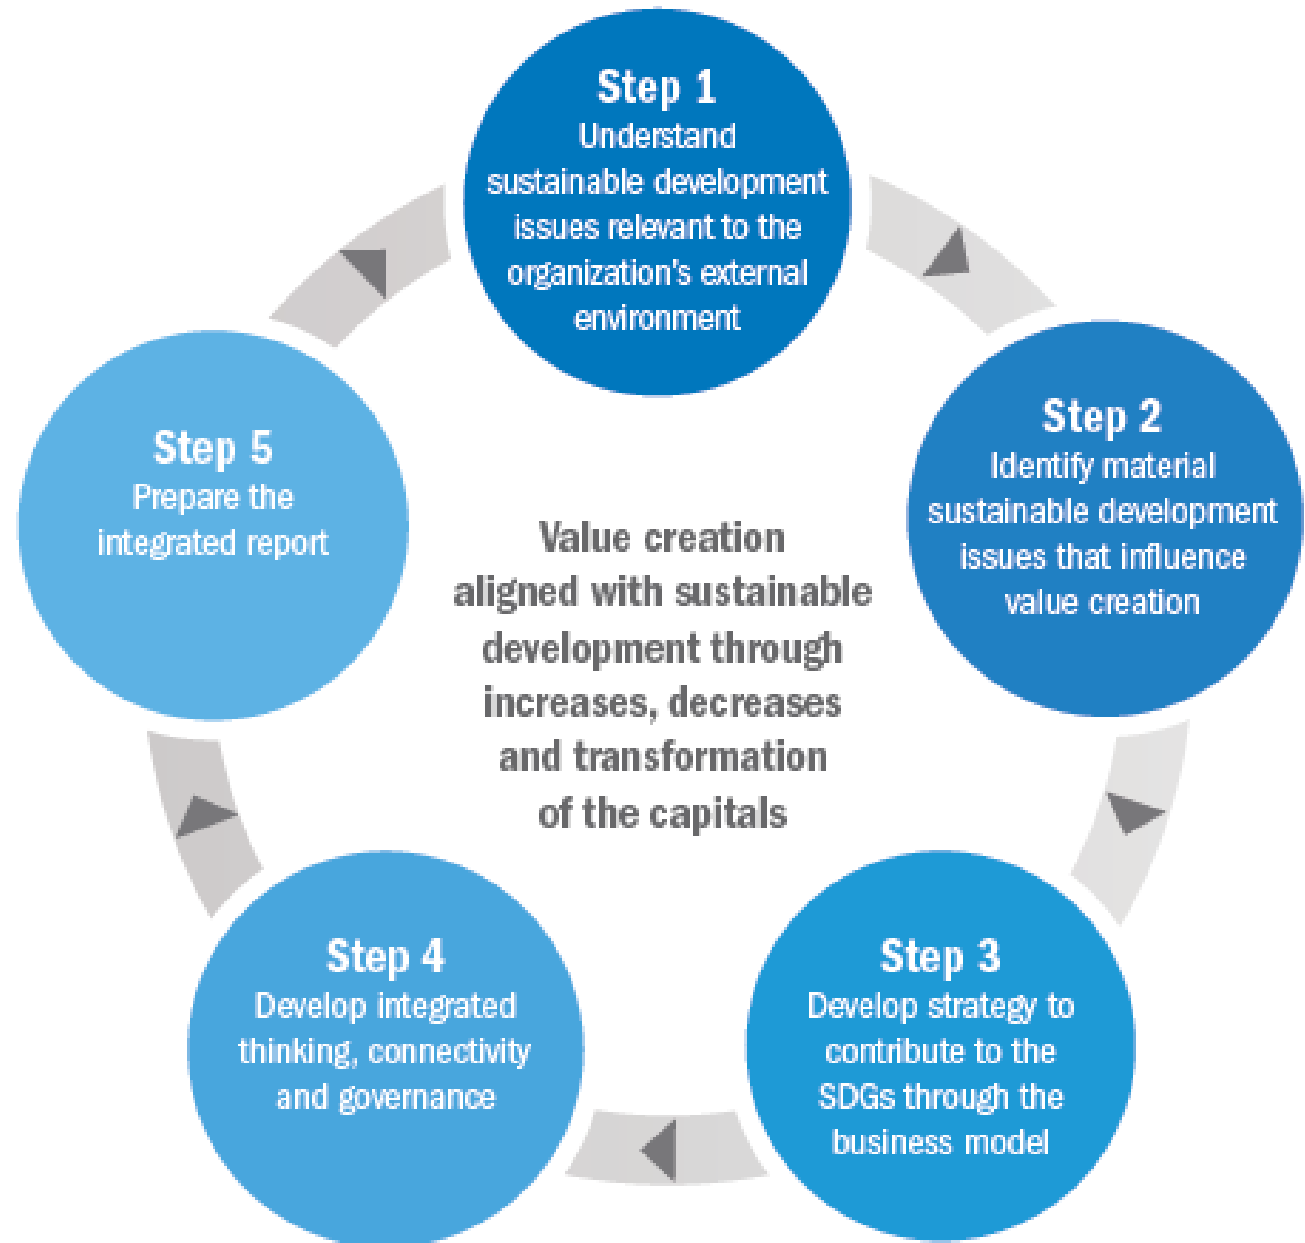 Step 1
Understand
sustainable development
issues relevant to the
organization's external
environment
Step 2
Identify material
sustainable development
issues that influence
value creation
Step 3
Develop strategy to
contribute to the
SDGs through the
business model
Step 4
Develop integrated
thinking, connectivity
and governance
Step 5
Prepare the
integrated report
Value creation
aligned with sustainable
development through
increases, decreases
and transformation
of the capitals